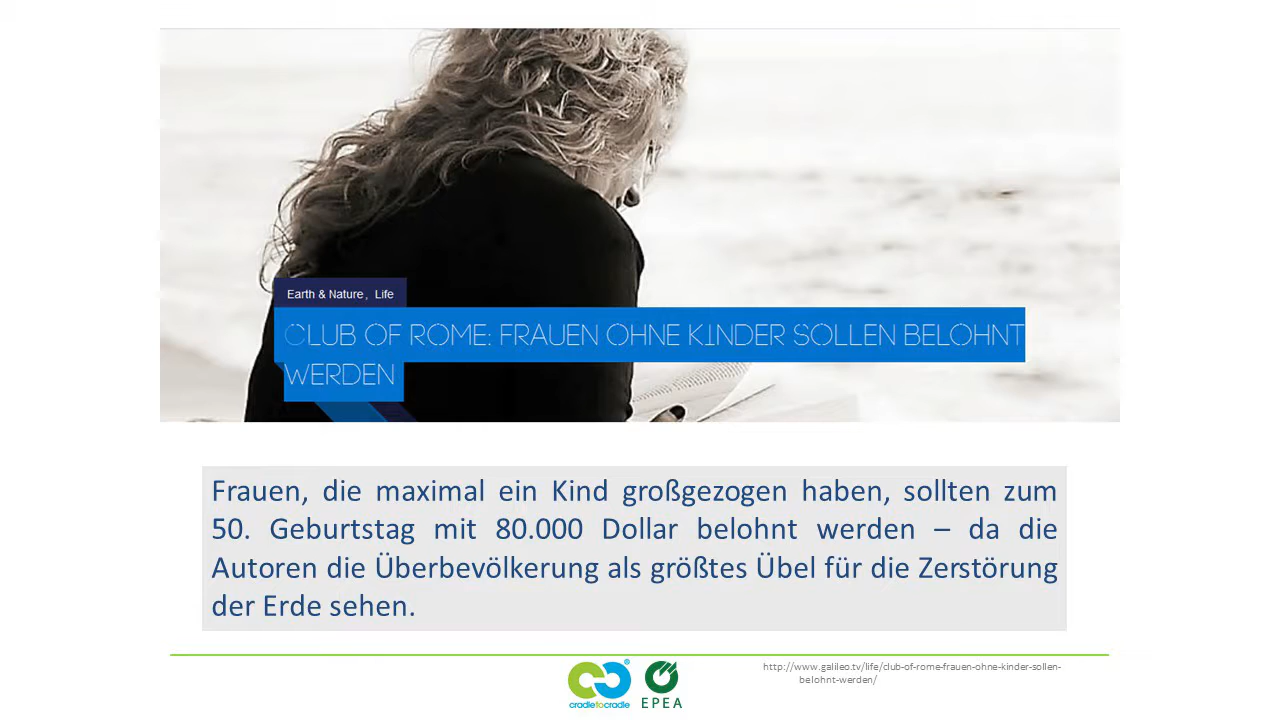 Earth & Nature, Life
CLUB OF ROME: FRAUEN OHNE KINDER SOLLEN BELOHNT
WERDEN
Frauen, die maximal ein Kind großgezogen haben, sollten zum
50. Geburtstag mit 80.000 Dollar belohnt werden – da die
Autoren die Überbevölkerung als größtes Übel für die Zerstörung
der Erde sehen.
cradletocradle
®
EPEA
http://www.galileo.tv/life/club-of-rome-frauen-ohne-kinder-sollen-
belohnt-werden/